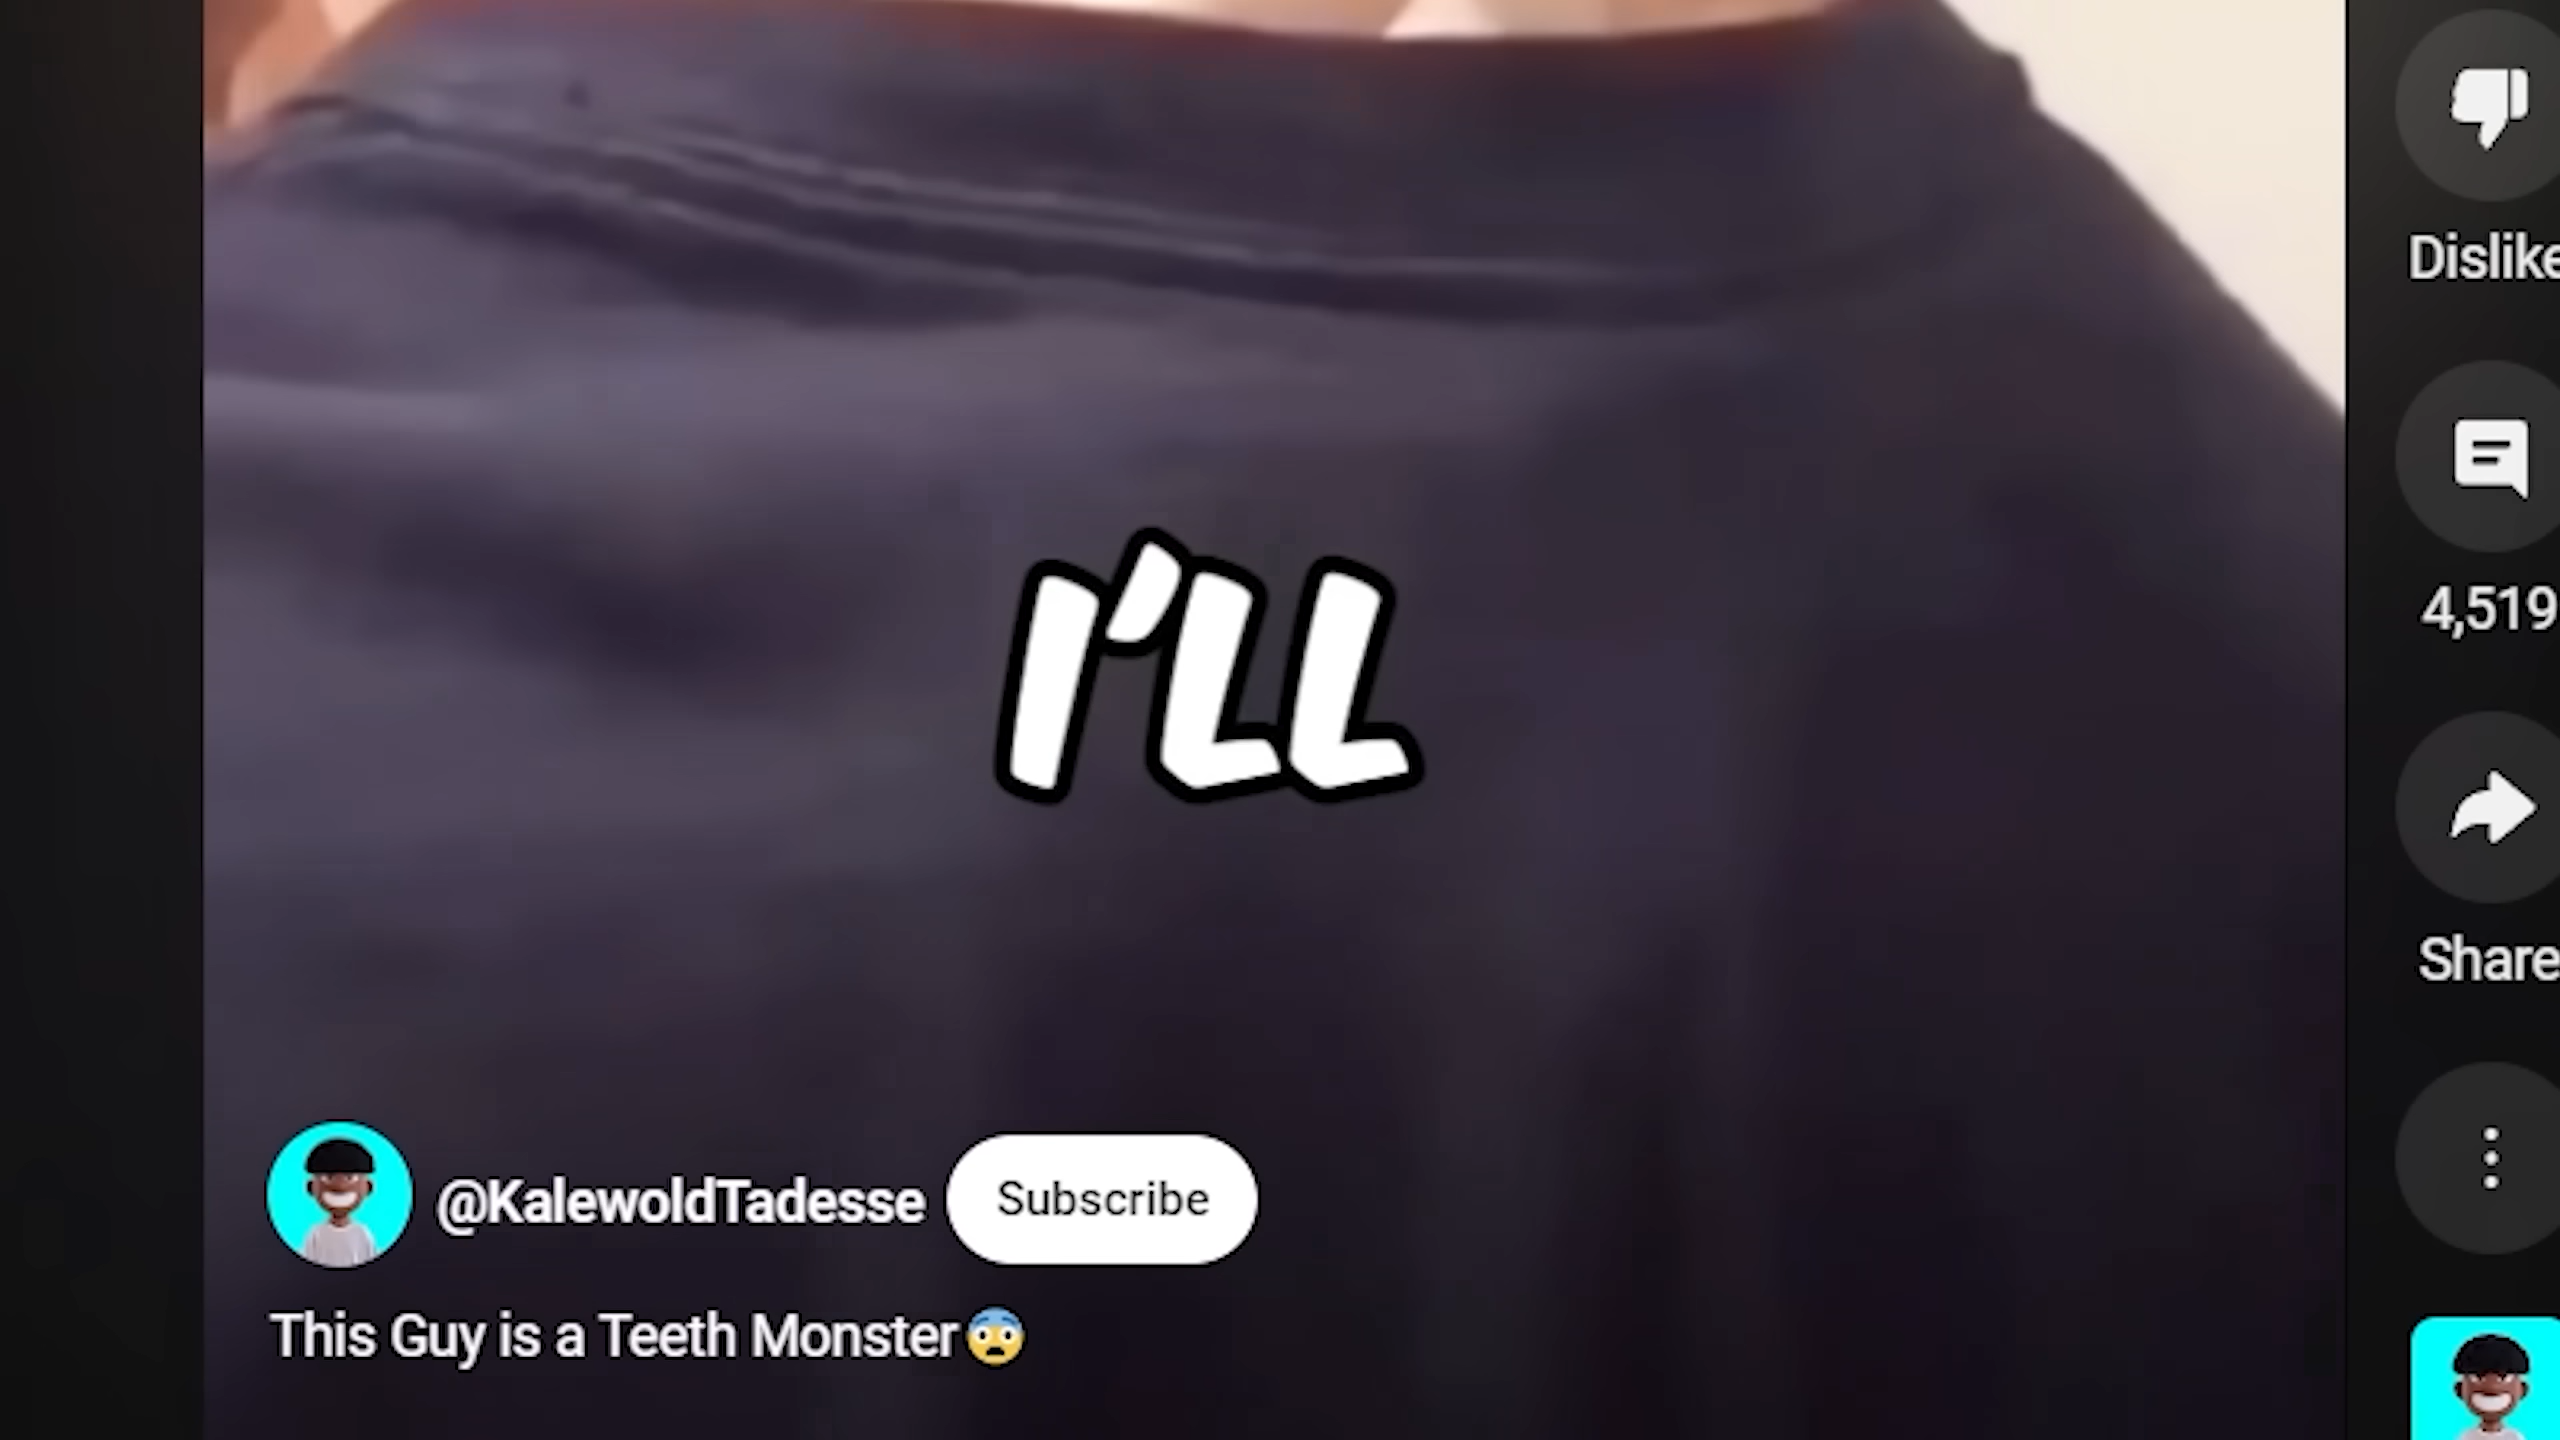 Dislike
4,519
I'LL
Share
@KalewoldTadesse
Subscribe
This Guy is a Teeth Monster😨